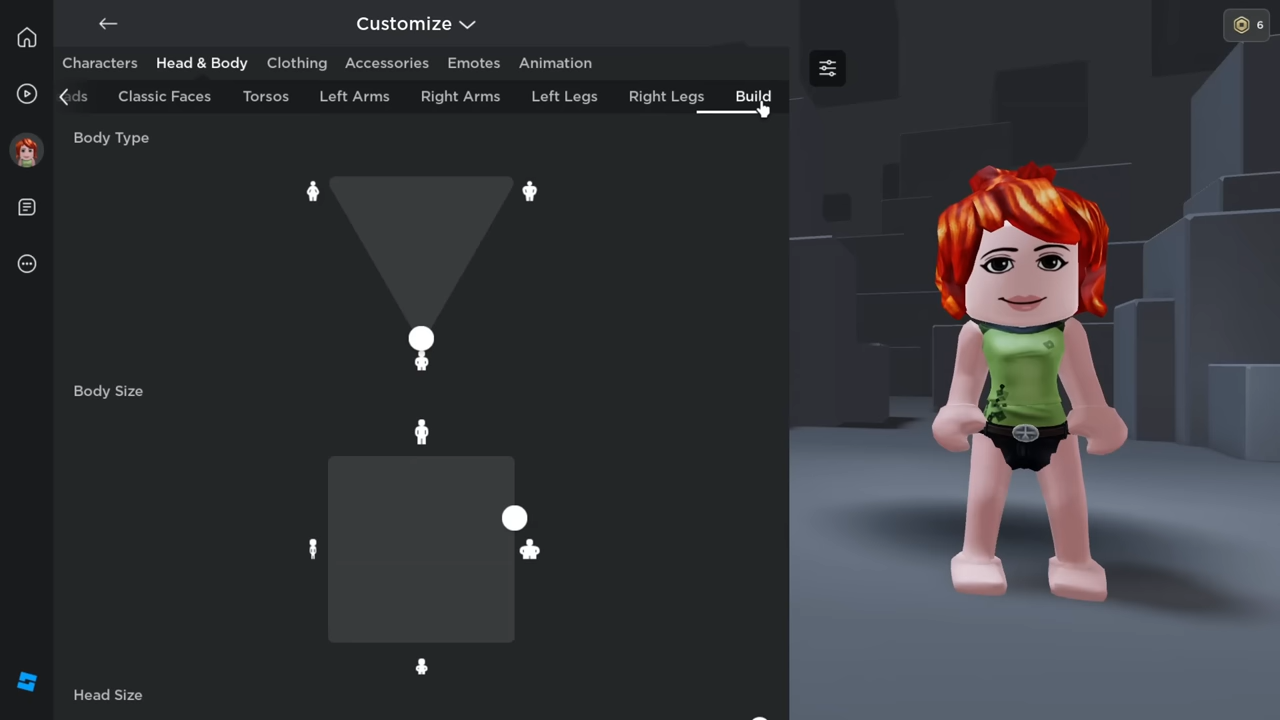 Customize
6
Characters Head & Body Clothing Accessories Emotes Animation
ads Classic Faces Torsos Left Arms Right Arms Left Legs Right Legs Build
Body Type
Body Size
Head Size